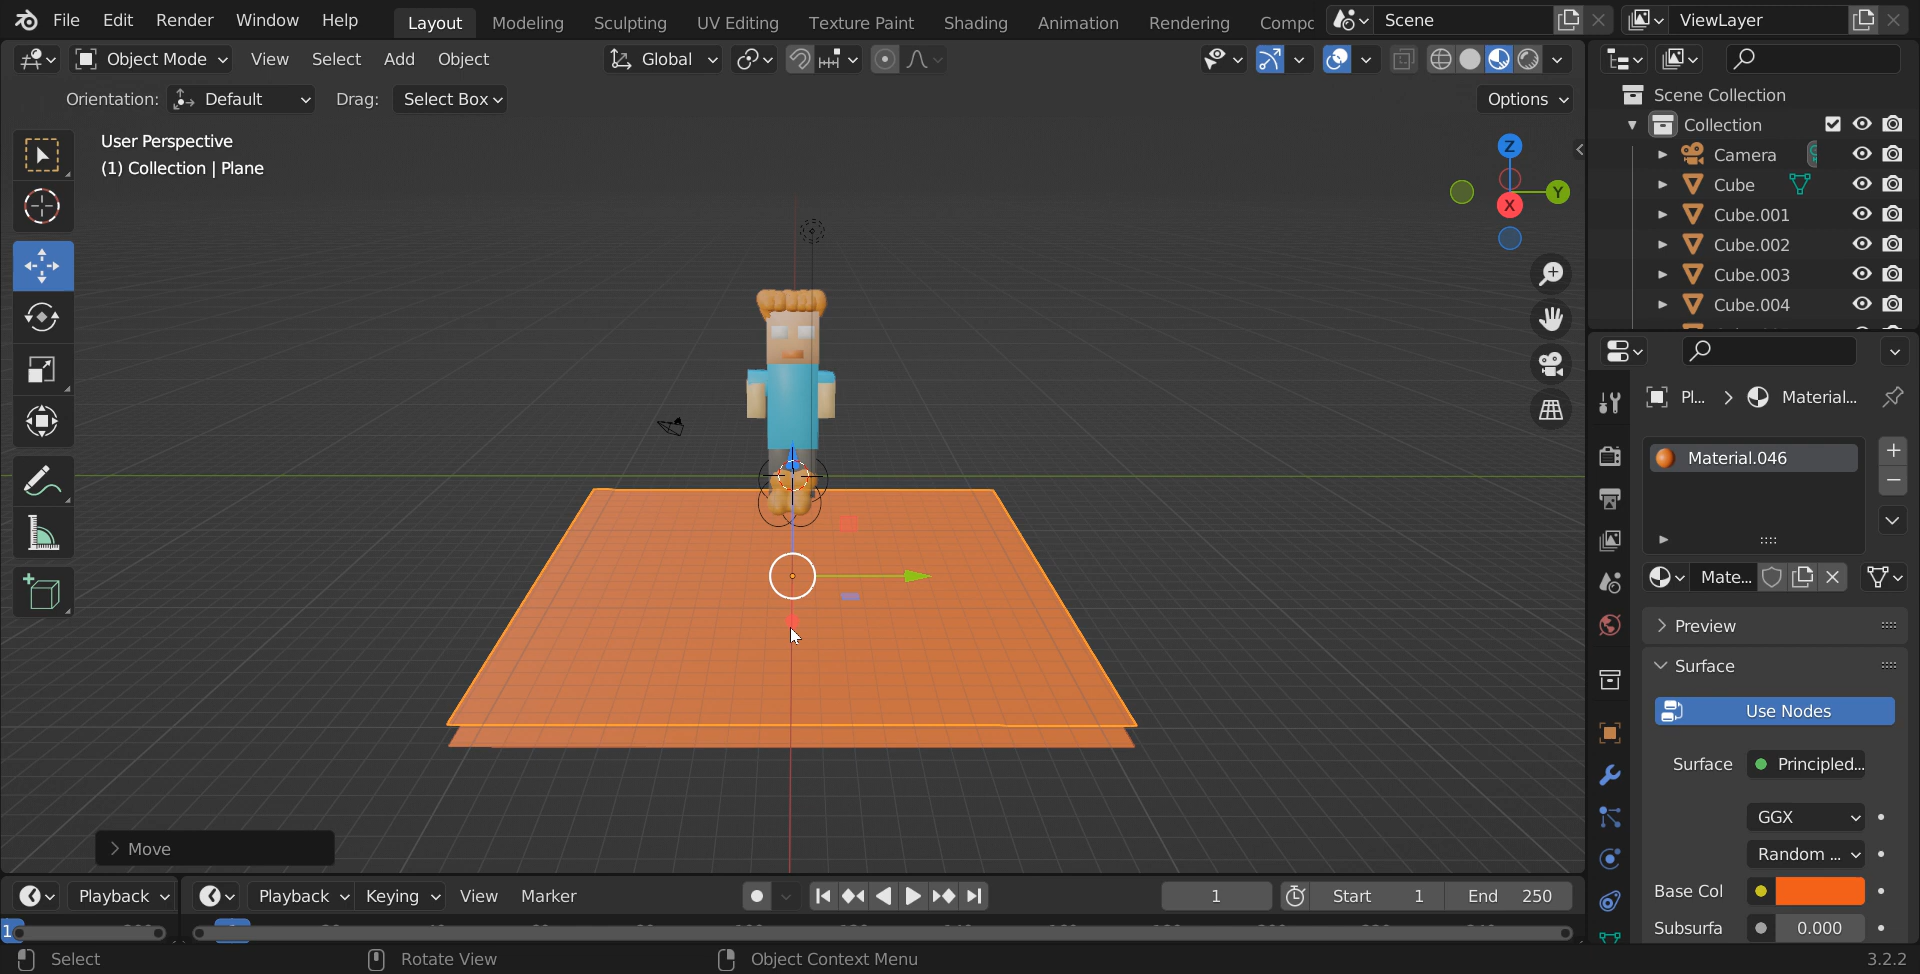 File Edit Render Window Help Layout Modeling Sculpting UV Editing Texture Paint Shading Animation Rendering Compc Scene ViewLayer
Object Mode View Select Add Object Global
Orientation: Default Drag: Select Box Options
User Perspective
(1) Collection | Plane
Z
Y
X
Scene Collection
Collection
Camera
Cube
Cube.001
Cube.002
Cube.003
Cube.004
Pl... Material...
Material.046
Mate...
Preview
Surface
Use Nodes
Surface Principled...
GGX
Random ...
Base Col
Subsurfa 0.000
Move
Playback Playback Keying View Marker 1 Start 1 End 250
1
Select Rotate View Object Context Menu 3.2.2